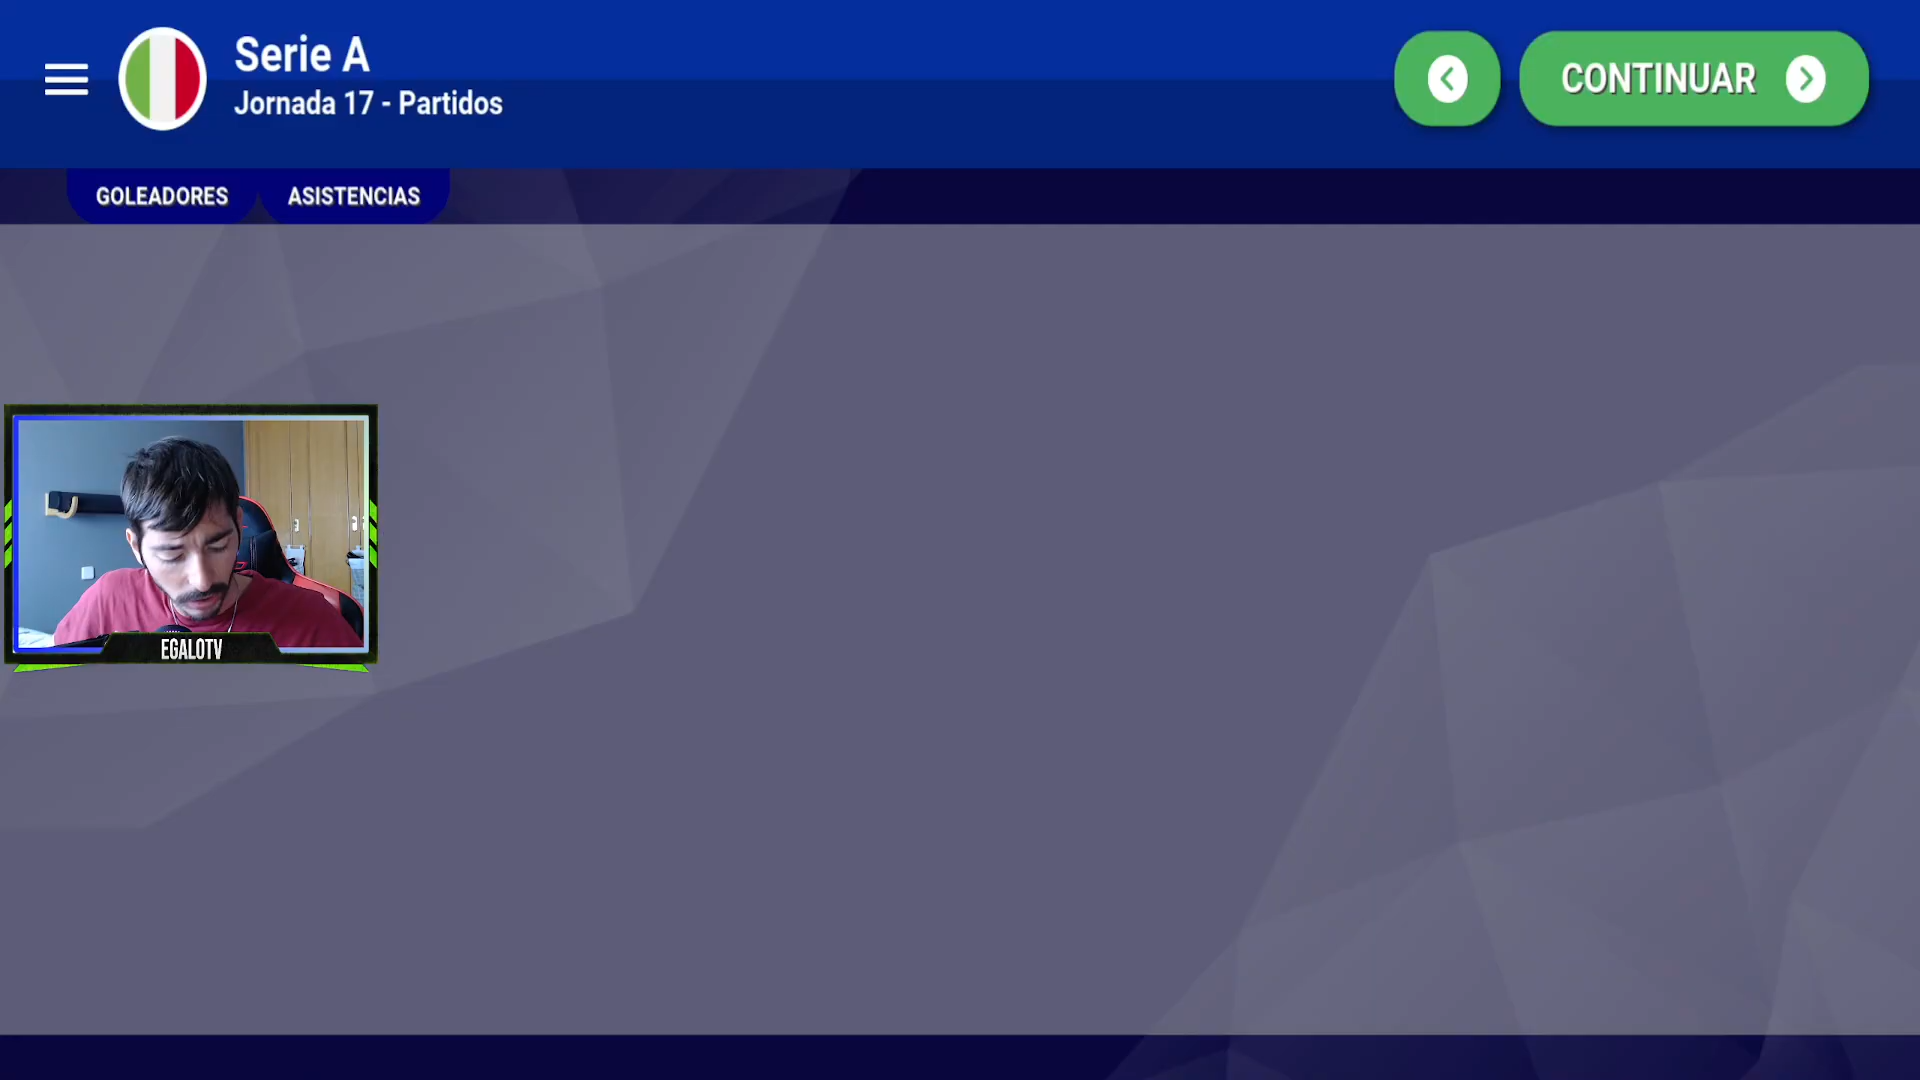 Serie A
Jornada 17 - Partidos
CONTINUAR
GOLEADORES
ASISTENCIAS
EGALOTV